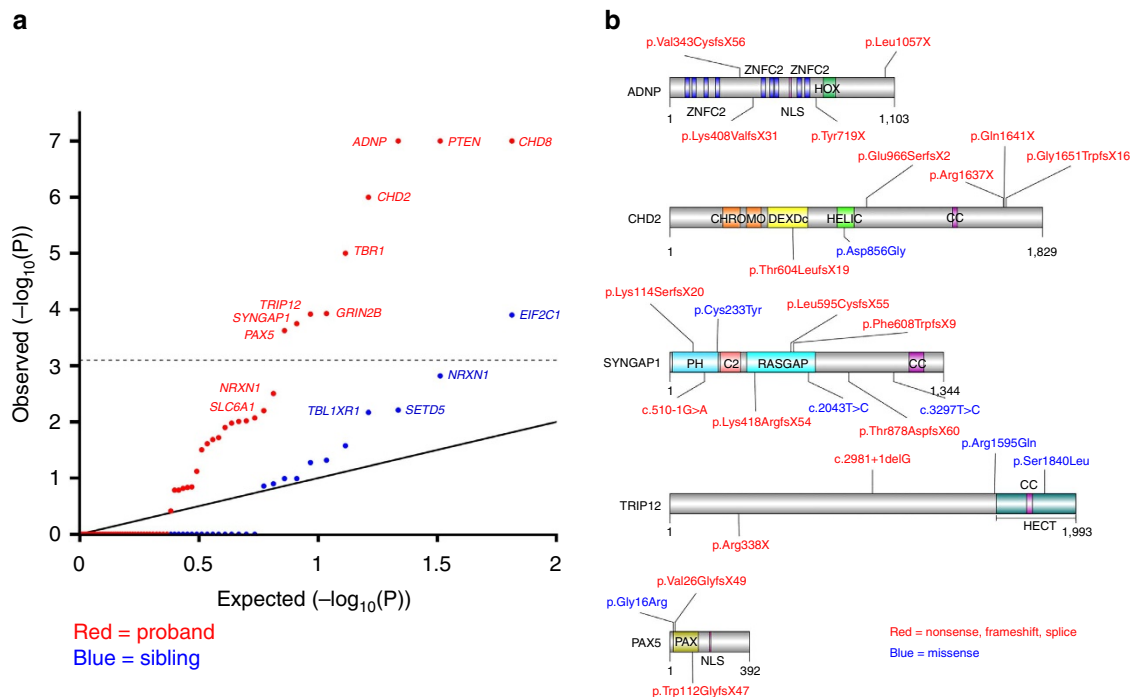 a
Observed (–log10(P))
7
6
5
4
3
2
1
0
ADNP
PTEN
CHD8
CHD2
TBR1
TRIP12
SYNGAP1
GRIN2B
PAX5
EIF2C1
NRXN1
NRXN1
SLC6A1
TBL1XR1
SETD5
0
0.5
1
1.5
2
Expected (–log10(P))
Red = proband
Blue = sibling
b
p.Val343CysfsX56
p.Leu1057X
ZNFC2 ZNFC2
ADNP
HOX
1
ZNFC2
NLS
1,103
p.Lys408ValfsX31
p.Tyr719X
p.Gln1641X
p.Glu966SerfsX2
p.Gly1651TrpfsX16
p.Arg1637X
CHD2
CHROMO
DEXDc
HELIC
CC
1
1,829
p.Asp856Gly
p.Thr604LeufsX19
p.Lys114SerfsX20
p.Cys233Tyr
p.Leu595CysfsX55
p.Phe608TrpfsX9
SYNGAP1
PH
C2
RASGAP
CC
1
1,344
c.510-1G>A
c.2043T>C
c.3297T>C
p.Lys418ArgfsX54
p.Thr878AspfsX60
p.Arg1595Gln
c.2981+1delG
p.Ser1840Leu
CC
TRIP12
1
HECT
1,993
p.Arg338X
p.Val26GlyfsX49
p.Gly16Arg
PAX5
PAX
1
NLS
392
p.Trp112GlyfsX47
Red = nonsense, frameshift, splice
Blue = missense